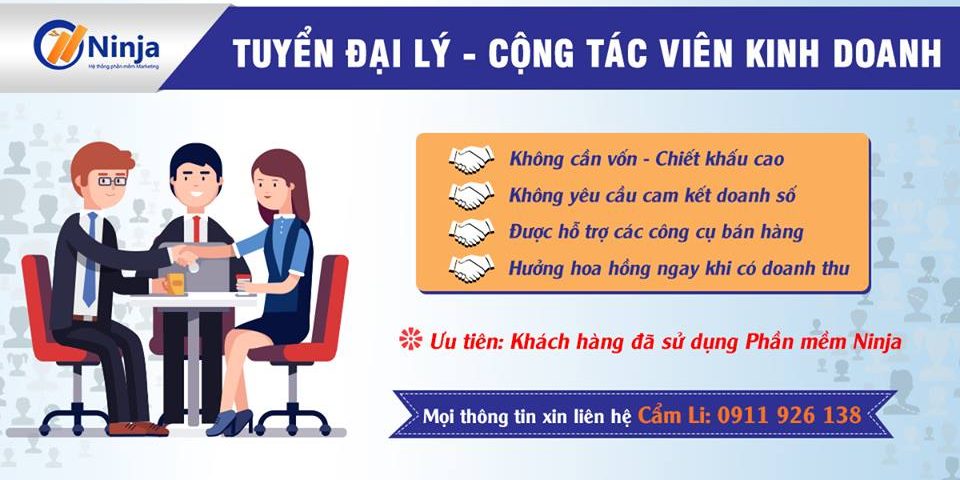 Ninja
Hệ thống phần mềm Marketing
TUYỂN ĐẠI LÝ - CỘNG TÁC VIÊN KINH DOANH
Không cần vốn - Chiết khấu cao
Không yêu cầu cam kết doanh số
Được hỗ trợ các công cụ bán hàng
Hưởng hoa hồng ngay khi có doanh thu
Ưu tiên: Khách hàng đã sử dụng Phần mềm Ninja
Mọi thông tin xin liên hệ Cẩm Li: 0911 926 138